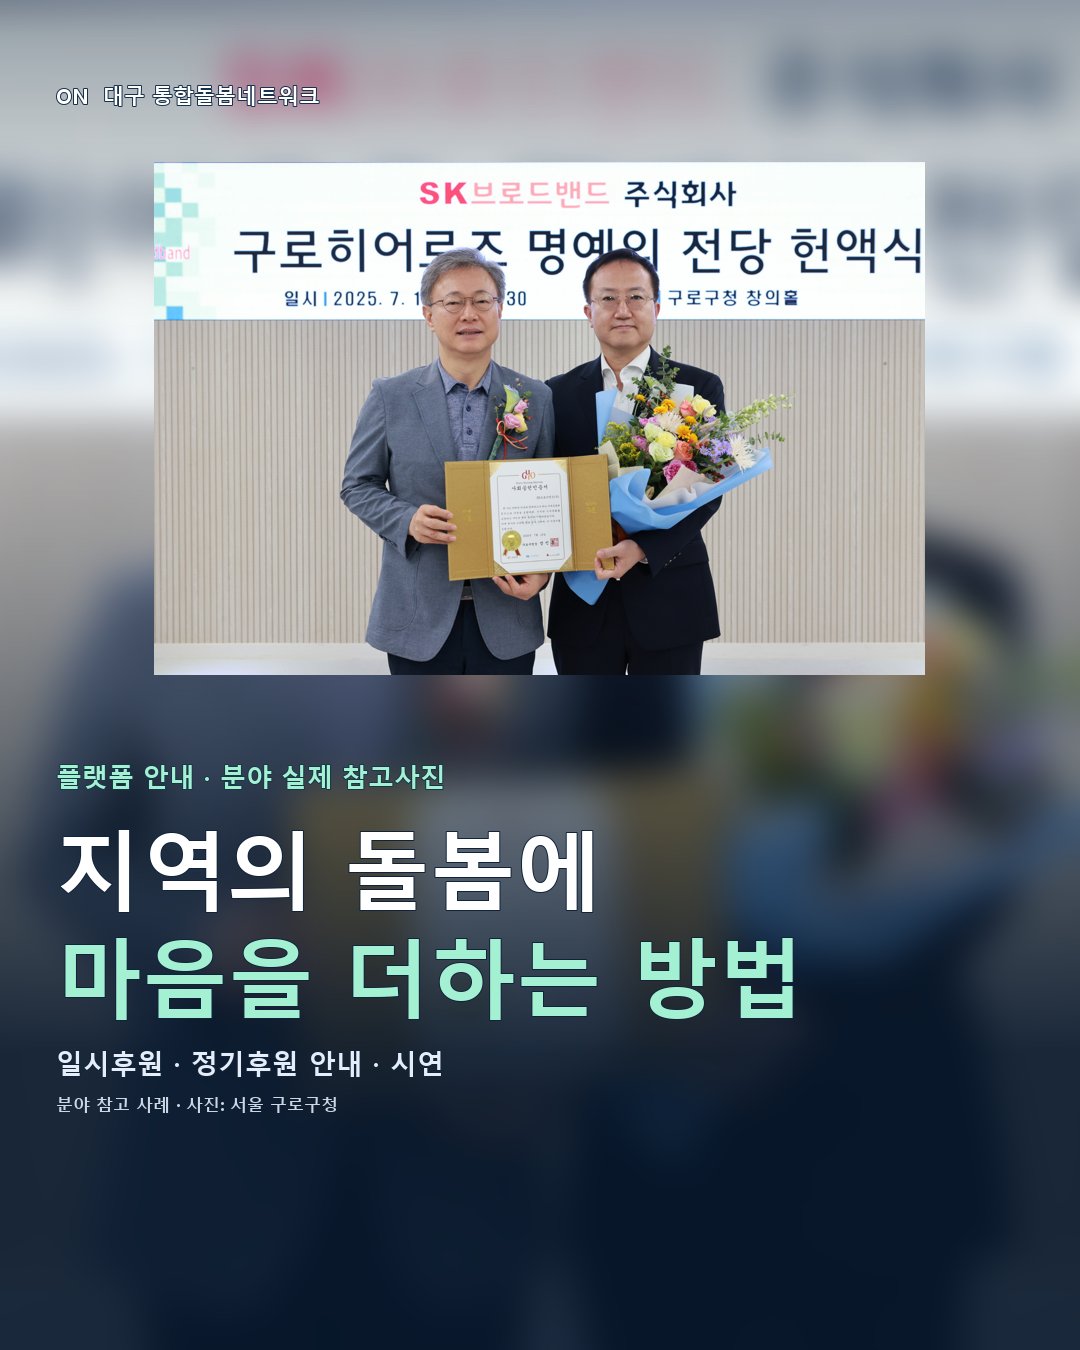 ON 대구 통합돌봄네트워크
SK브로드밴드 주식회사
구로히어로즈 명예의 전당 헌액식
일시 2025. 7. 1 30
구로구청 창의홀
플랫폼 안내 · 분야 실제 참고사진
지역의 돌봄에
마음을 더하는 방법
일시후원 · 정기후원 안내 · 시연
분야 참고 사례 · 사진: 서울 구로구청